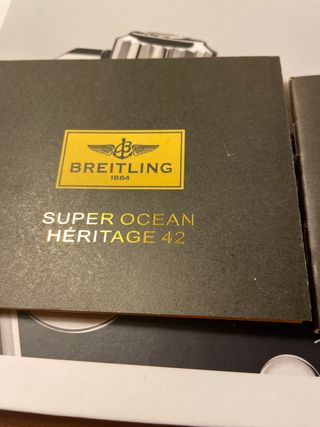 BREITLING
1884
SUPER OCEAN
HÉRITAGE 42